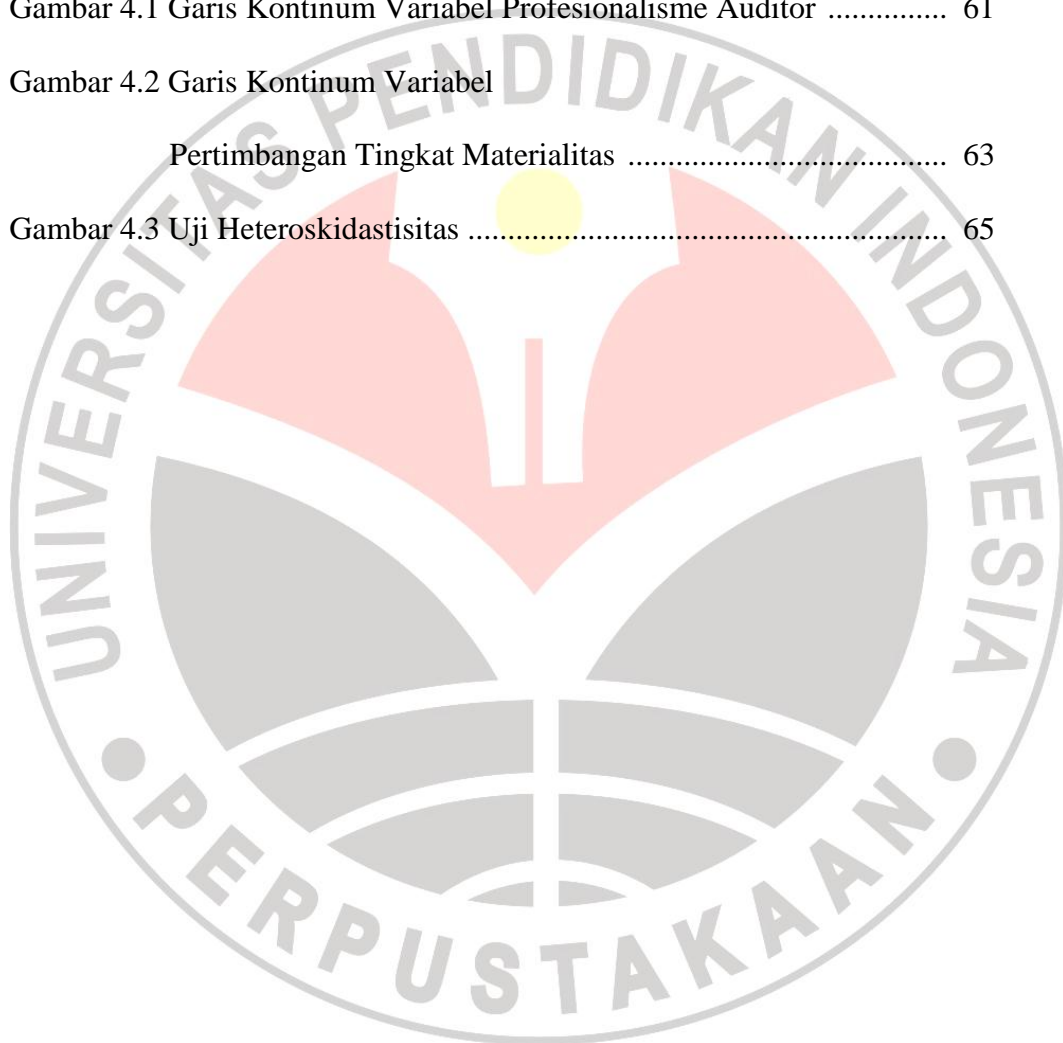 Gambar 4.1 Garis Kontinum Variabel Profesionalisme Auditor ............... 61
Gambar 4.2 Garis Kontinum Variabel
Pertimbangan Tingkat Materialitas ..................................... 63
Gambar 4.3 Uji Heteroskidastisitas ........................................................ 65
UNIVERSITAS PENDIDIKAN INDONESIA
PERPUSTAKAAN